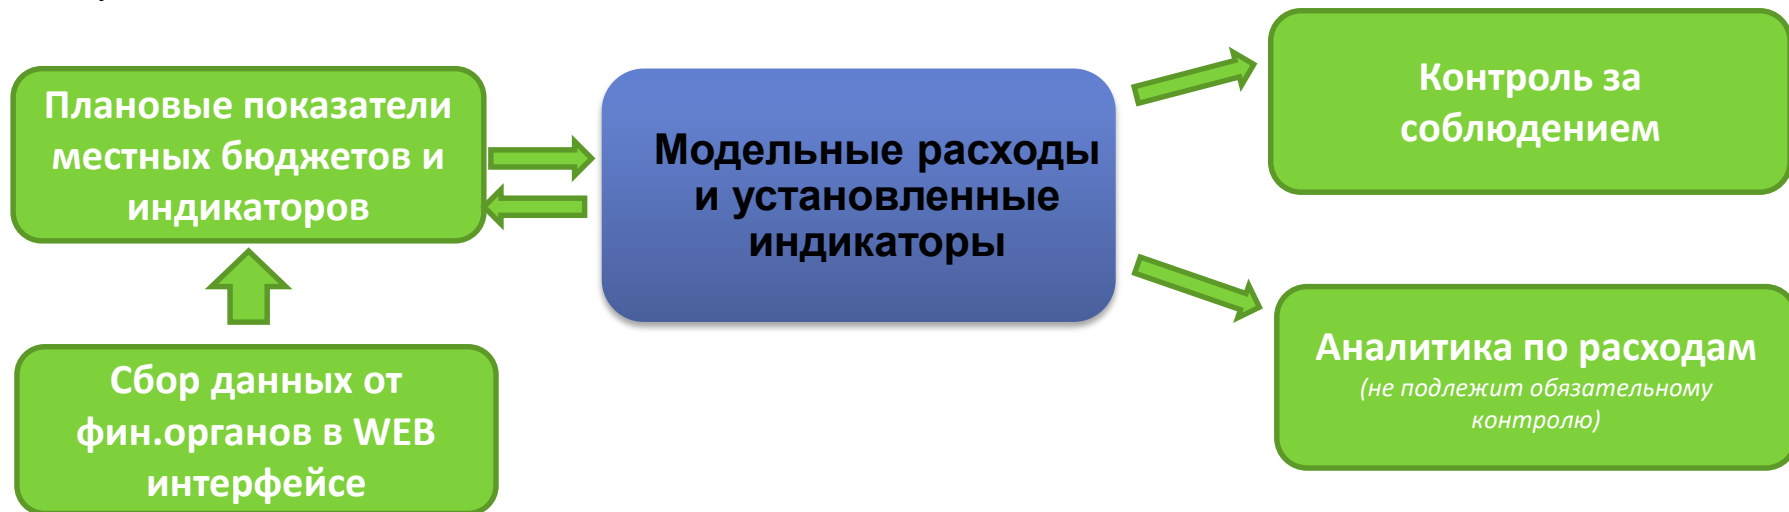 Плановые показатели
местных бюджетов и
индикаторов
Сбор данных от
фин.органов в WEB
интерфейсе
Модельные расходы
и установленные
индикаторы
Контроль за
соблюдением
Аналитика по расходам
(не подлежит обязательному
контролю)